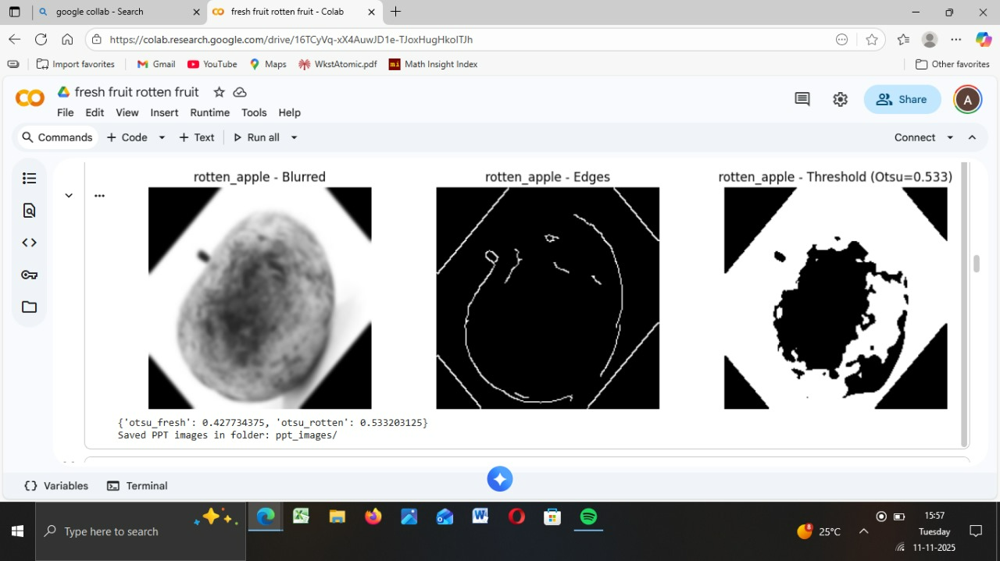 google collab - Search
fresh fruit rotten fruit - Colab
https://colab.research.google.com/drive/16TCyVq-xX4AuwJD1e-TJoxHugHkoITJh
Import favorites Gmail YouTube Maps WkstAtomic.pdf mi Math Insight Index Other favorites
fresh fruit rotten fruit
File Edit View Insert Runtime Tools Help
Share
A
Commands + Code + Text Run all Connect
rotten_apple - Blurred
rotten_apple - Edges
rotten_apple - Threshold (Otsu=0.533)
{'otsu_fresh': 0.427734375, 'otsu_rotten': 0.533203125}
Saved PPT images in folder: ppt_images/
Variables Terminal
Type here to search
25°C
15:57
Tuesday
11-11-2025